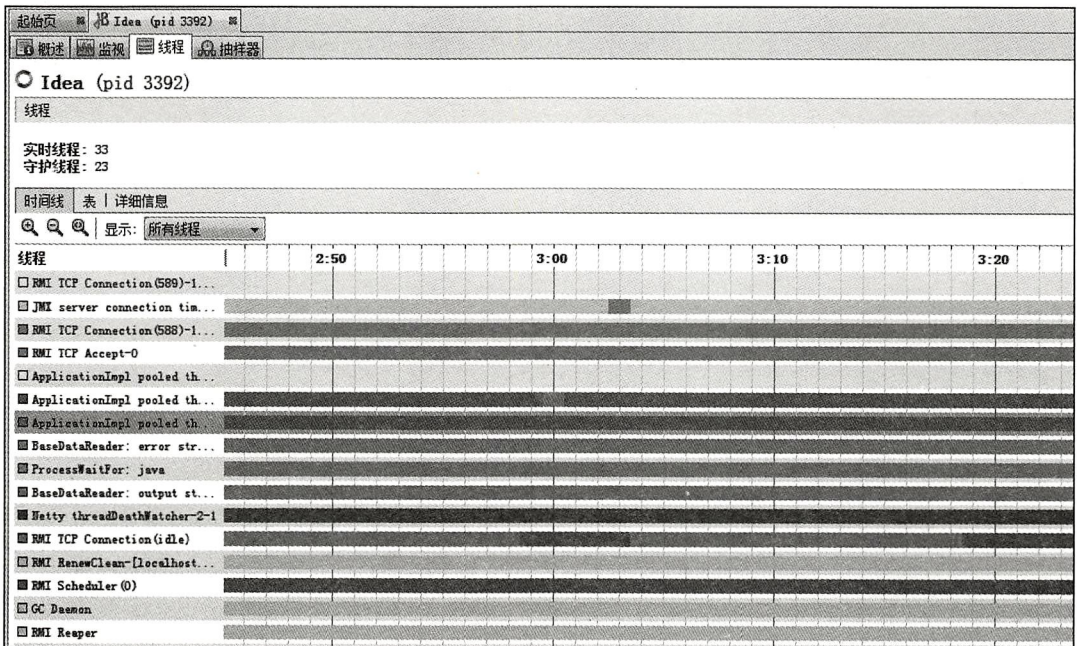 起始页 Idea (pid 3392)
概述 监视 线程 抽样器
Idea (pid 3392)
线程
实时线程: 33
守护线程: 23
时间线 表 | 详细信息
显示: 所有线程
线程 2:50 3:00 3:10 3:20
RMI TCP Connection(589)-1...
JMX server connection tim...
RMI TCP Connection(588)-1...
RMI TCP Accept-0
ApplicationImpl pooled th...
ApplicationImpl pooled th...
ApplicationImpl pooled th...
BaseDataReader: error str...
ProcessWaitFor: java
BaseDataReader: output st...
Netty threadDeathWatcher-2-1
RMI TCP Connection(idle)
RMI RenewClean-[localhost...
RMI Scheduler(0)
GC Daemon
RMI Reaper